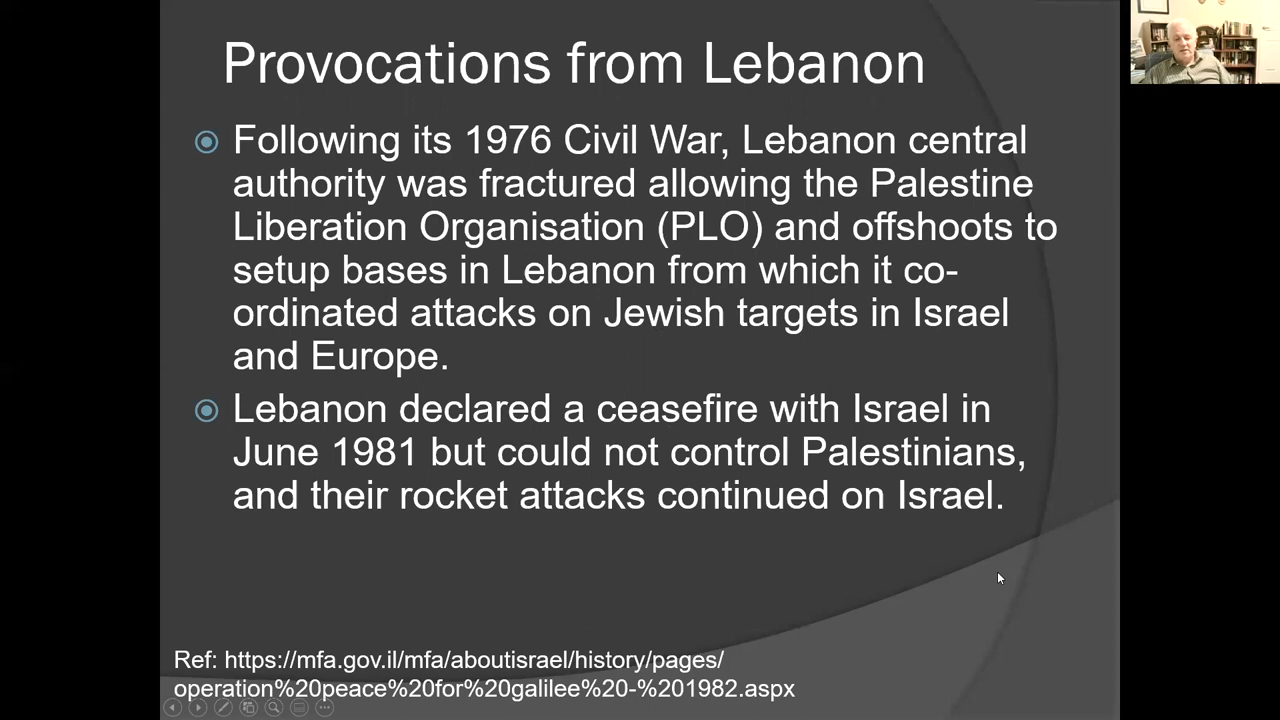 Provocations from Lebanon
Following its 1976 Civil War, Lebanon central
authority was fractured allowing the Palestine
Liberation Organisation (PLO) and offshoots to
setup bases in Lebanon from which it co-
ordinated attacks on Jewish targets in Israel
and Europe.
Lebanon declared a ceasefire with Israel in
June 1981 but could not control Palestinians,
and their rocket attacks continued on Israel.
Ref: https://mfa.gov.il/mfa/aboutisrael/history/pages/
operation%20peace%20for%20galilee%20-%201982.aspx